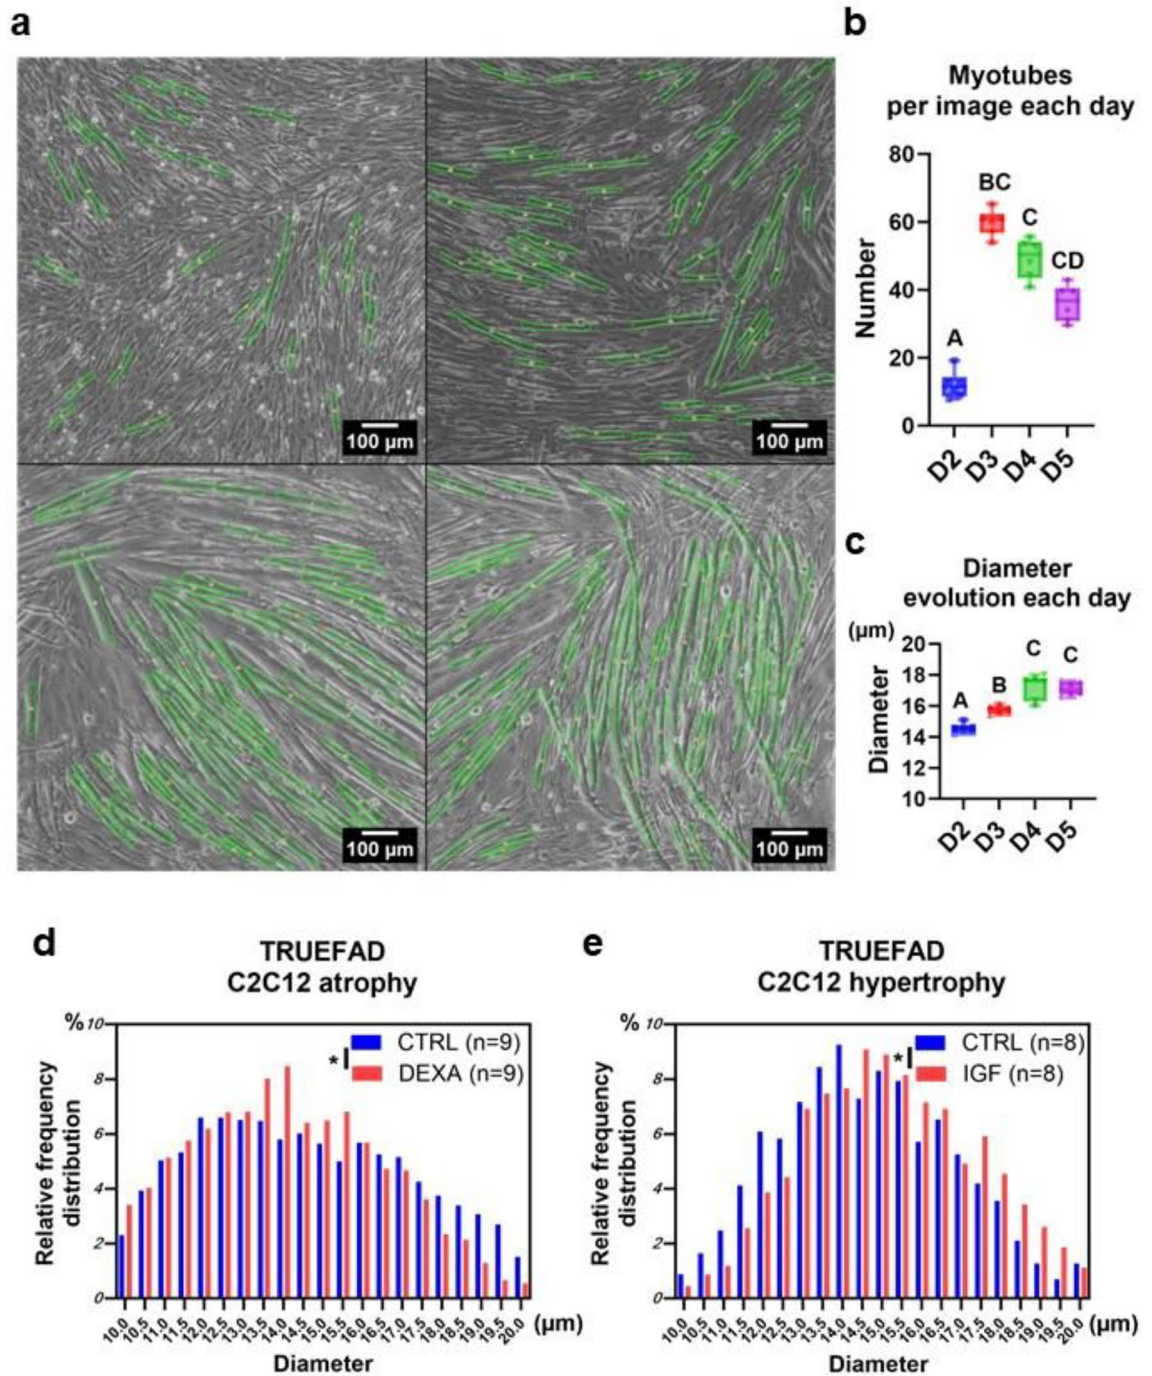 a
100 µm
100 µm
100 µm
100 µm
b
Myotubes
per image each day
Number
80
60
40
20
0
A
BC
C
CD
D2
D3
D4
D5
c
Diameter
evolution each day
(µm)
Diameter
20
18
16
14
12
10
A
B
C
C
D2
D3
D4
D5
d
TRUEFAD
C2C12 atrophy
%
Relative frequency
distribution
10
8
6
4
2
0
CTRL (n=9)
*
DEXA (n=9)
10.0
10.5
11.0
11.5
12.0
12.5
13.0
13.5
14.0
14.5
15.0
15.5
16.0
16.5
17.0
17.5
18.0
18.5
19.0
19.5
20.0
(µm)
Diameter
e
TRUEFAD
C2C12 hypertrophy
%
Relative frequency
distribution
10
8
6
4
2
0
CTRL (n=8)
*
IGF (n=8)
10.0
10.5
11.0
11.5
12.0
12.5
13.0
13.5
14.0
14.5
15.0
15.5
16.0
16.5
17.0
17.5
18.0
18.5
19.0
19.5
20.0
(µm)
Diameter